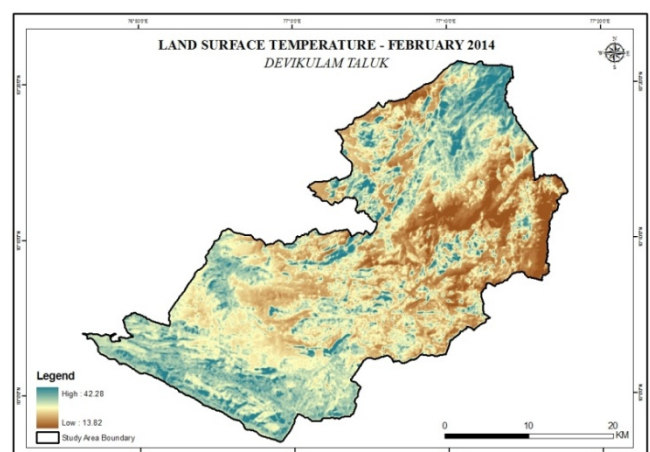 LAND SURFACE TEMPERATURE - FEBRUARY 2014
DEVIKULAM TALUK
N
W E
S
Legend
High : 42.28
Low : 13.82
Study Area Boundary
0 10 20
KM